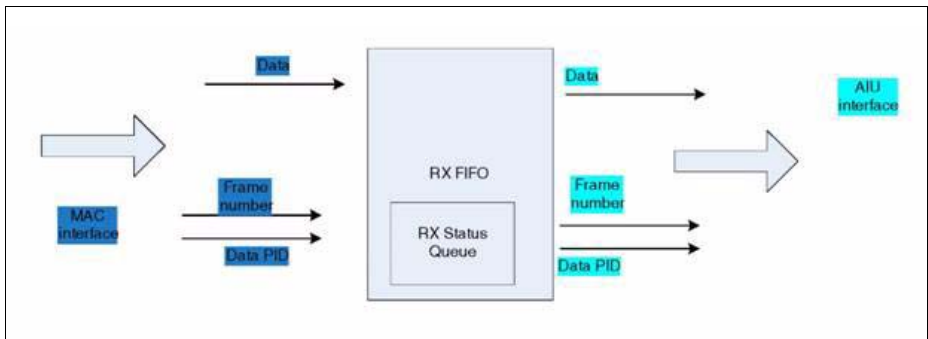 Data
Data
AIU
interface
RX FIFO
Frame
number
Frame
number
MAC
interface
RX Status
Queue
Data PID
Data PID